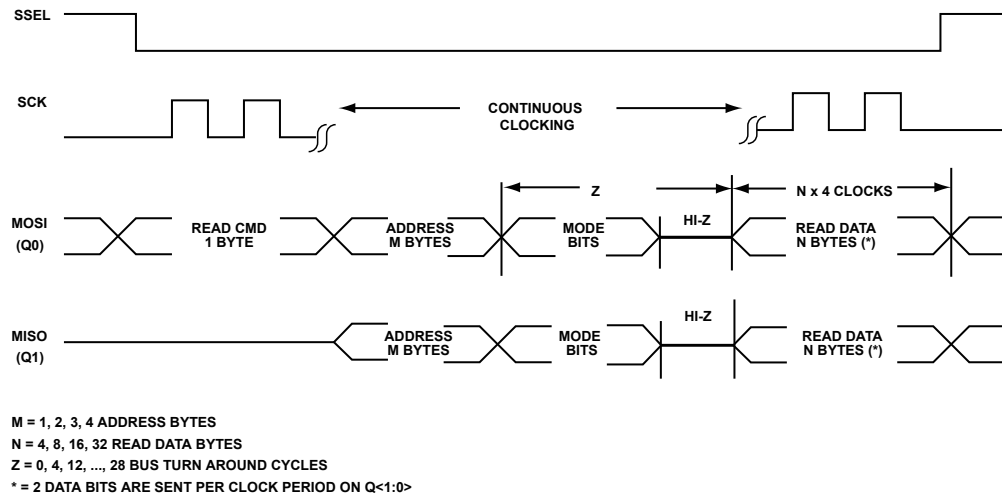 SSEL
SCK
CONTINUOUS
CLOCKING
Z
N x 4 CLOCKS
MOSI
(Q0)
READ CMD
1 BYTE
ADDRESS
M BYTES
MODE
BITS
HI-Z
READ DATA
N BYTES (*)
MISO
(Q1)
ADDRESS
M BYTES
MODE
BITS
HI-Z
READ DATA
N BYTES (*)
M = 1, 2, 3, 4 ADDRESS BYTES
N = 4, 8, 16, 32 READ DATA BYTES
Z = 0, 4, 12, ..., 28 BUS TURN AROUND CYCLES
* = 2 DATA BITS ARE SENT PER CLOCK PERIOD ON Q<1:0>